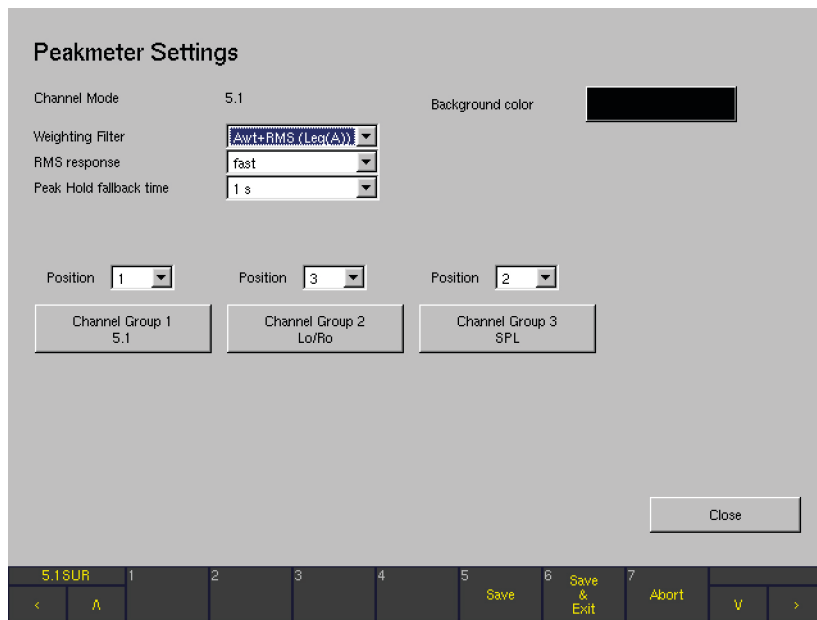 Peakmeter Settings
Channel Mode 5.1
Background color
Weighting Filter Awt+RMS (Leq(A))
RMS response fast
Peak Hold fallback time 1 s
Position 1 Position 3 Position 2
Channel Group 1
5.1
Channel Group 2
Lo/Ro
Channel Group 3
SPL
Close
5.1SUR 1 2 3 4 5 6 7
Save
Save
&
Exit
Abort
< Λ V >